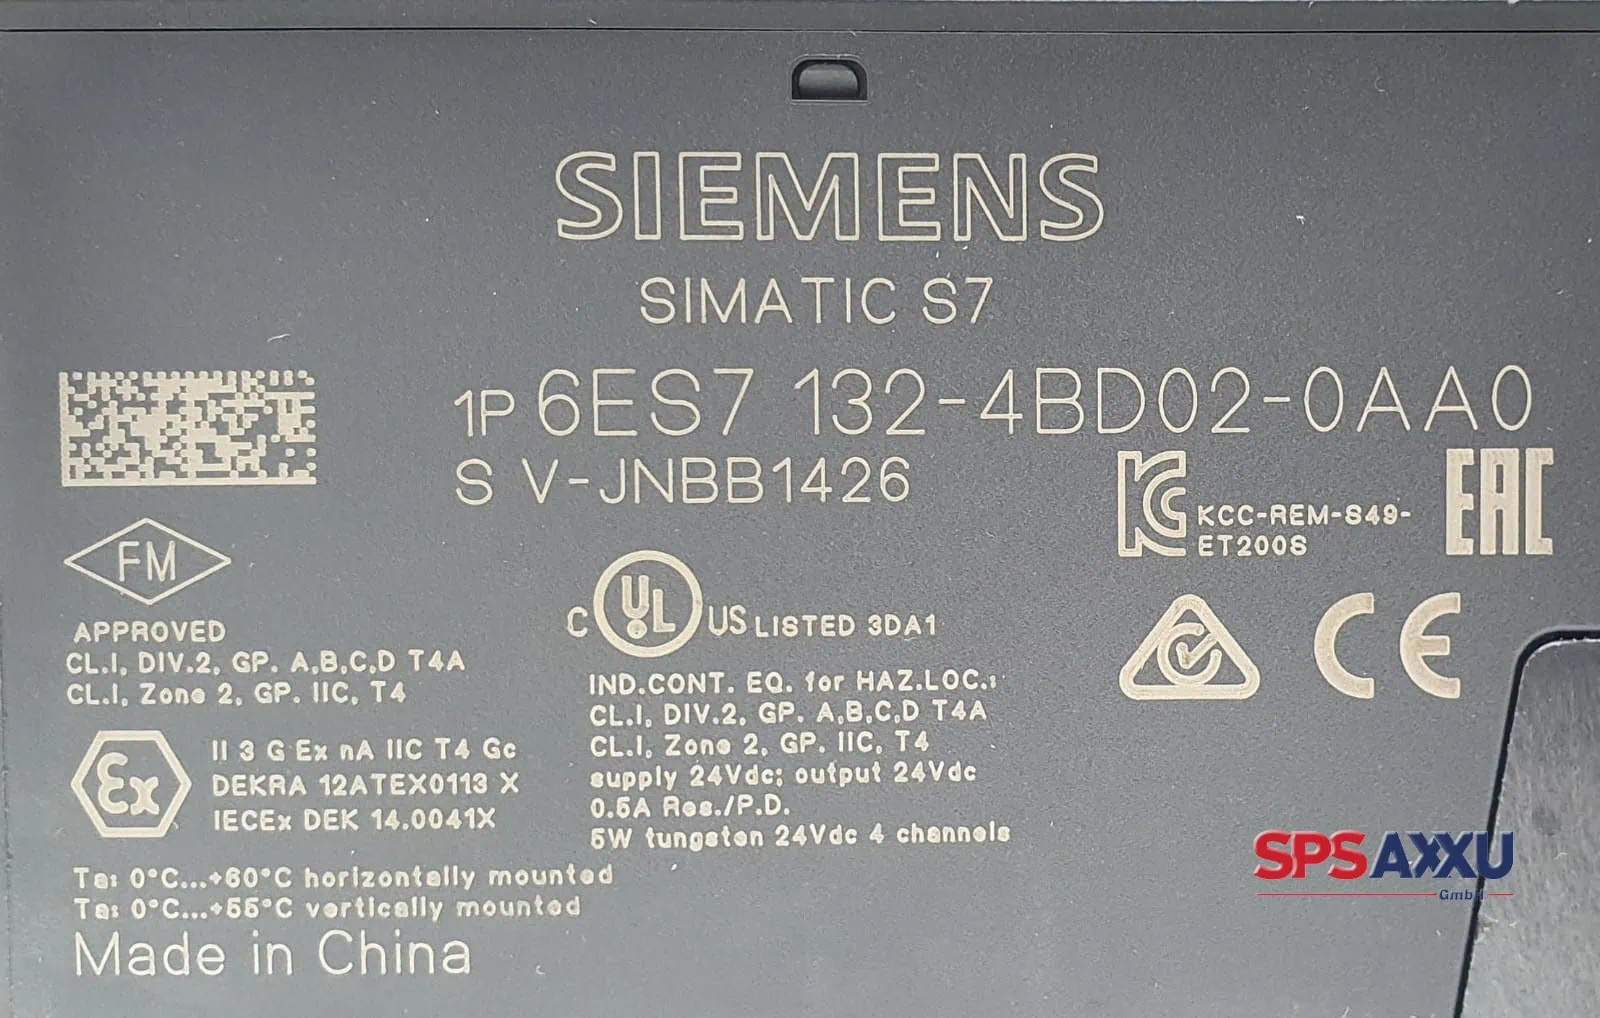 SIEMENS
SIMATIC S7
1P 6ES7 132-4BD02-0AA0
S V-JNBB1426
KCC-REM-S49-
ET200S
EAC
FM
APPROVED
CL.I, DIV.2, GP. A,B,C,D T4A
CL.I, Zone 2, GP. IIC, T4
C UL US LISTED 3DA1
IND.CONT. EQ. for HAZ.LOC.:
CL.I, DIV.2, GP. A,B,C,D T4A
CL.I, Zone 2, GP. IIC, T4
supply 24Vdc; output 24Vdc
0.5A Res./P.D.
5W tungsten 24Vdc 4 channels
CE
Ex
II 3 G Ex nA IIC T4 Gc
DEKRA 12ATEX0113 X
IECEx DEK 14.0041X
Ta: 0°C...+60°C horizontally mounted
Ta: 0°C...+55°C vertically mounted
Made in China
SPSAXXU
GmbH